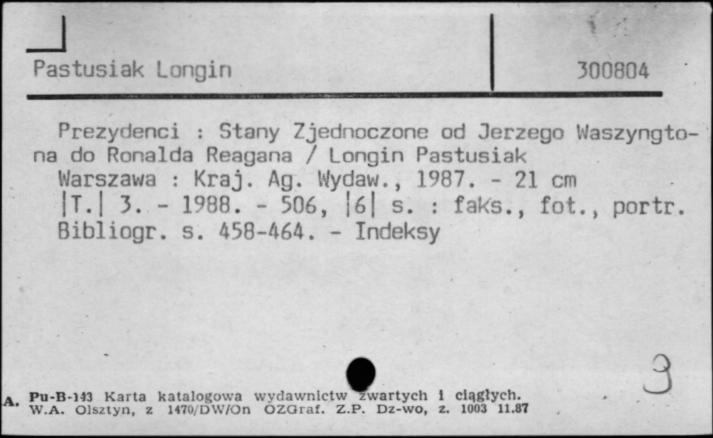 Pastusiak Longin 300804
Prezydenci : Stany Zjednoczone od Jerzego Waszyngto-
na do Ronalda Reagana / Longin Pastusiak
Warszawa : Kraj. Ag. Wydaw., 1987. - 21 cm
|T.| 3. - 1988. - 506, |6| s. : faks., fot., portr.
Bibliogr. s. 458-464. - Indeksy
3
A. Pu-B-143 Karta katalogowa wydawnictw zwartych i ciągłych.
W.A. Olsztyn, z 1470/DW/On OZGraf. Z.P. Dz-wo, z. 1003 11.87